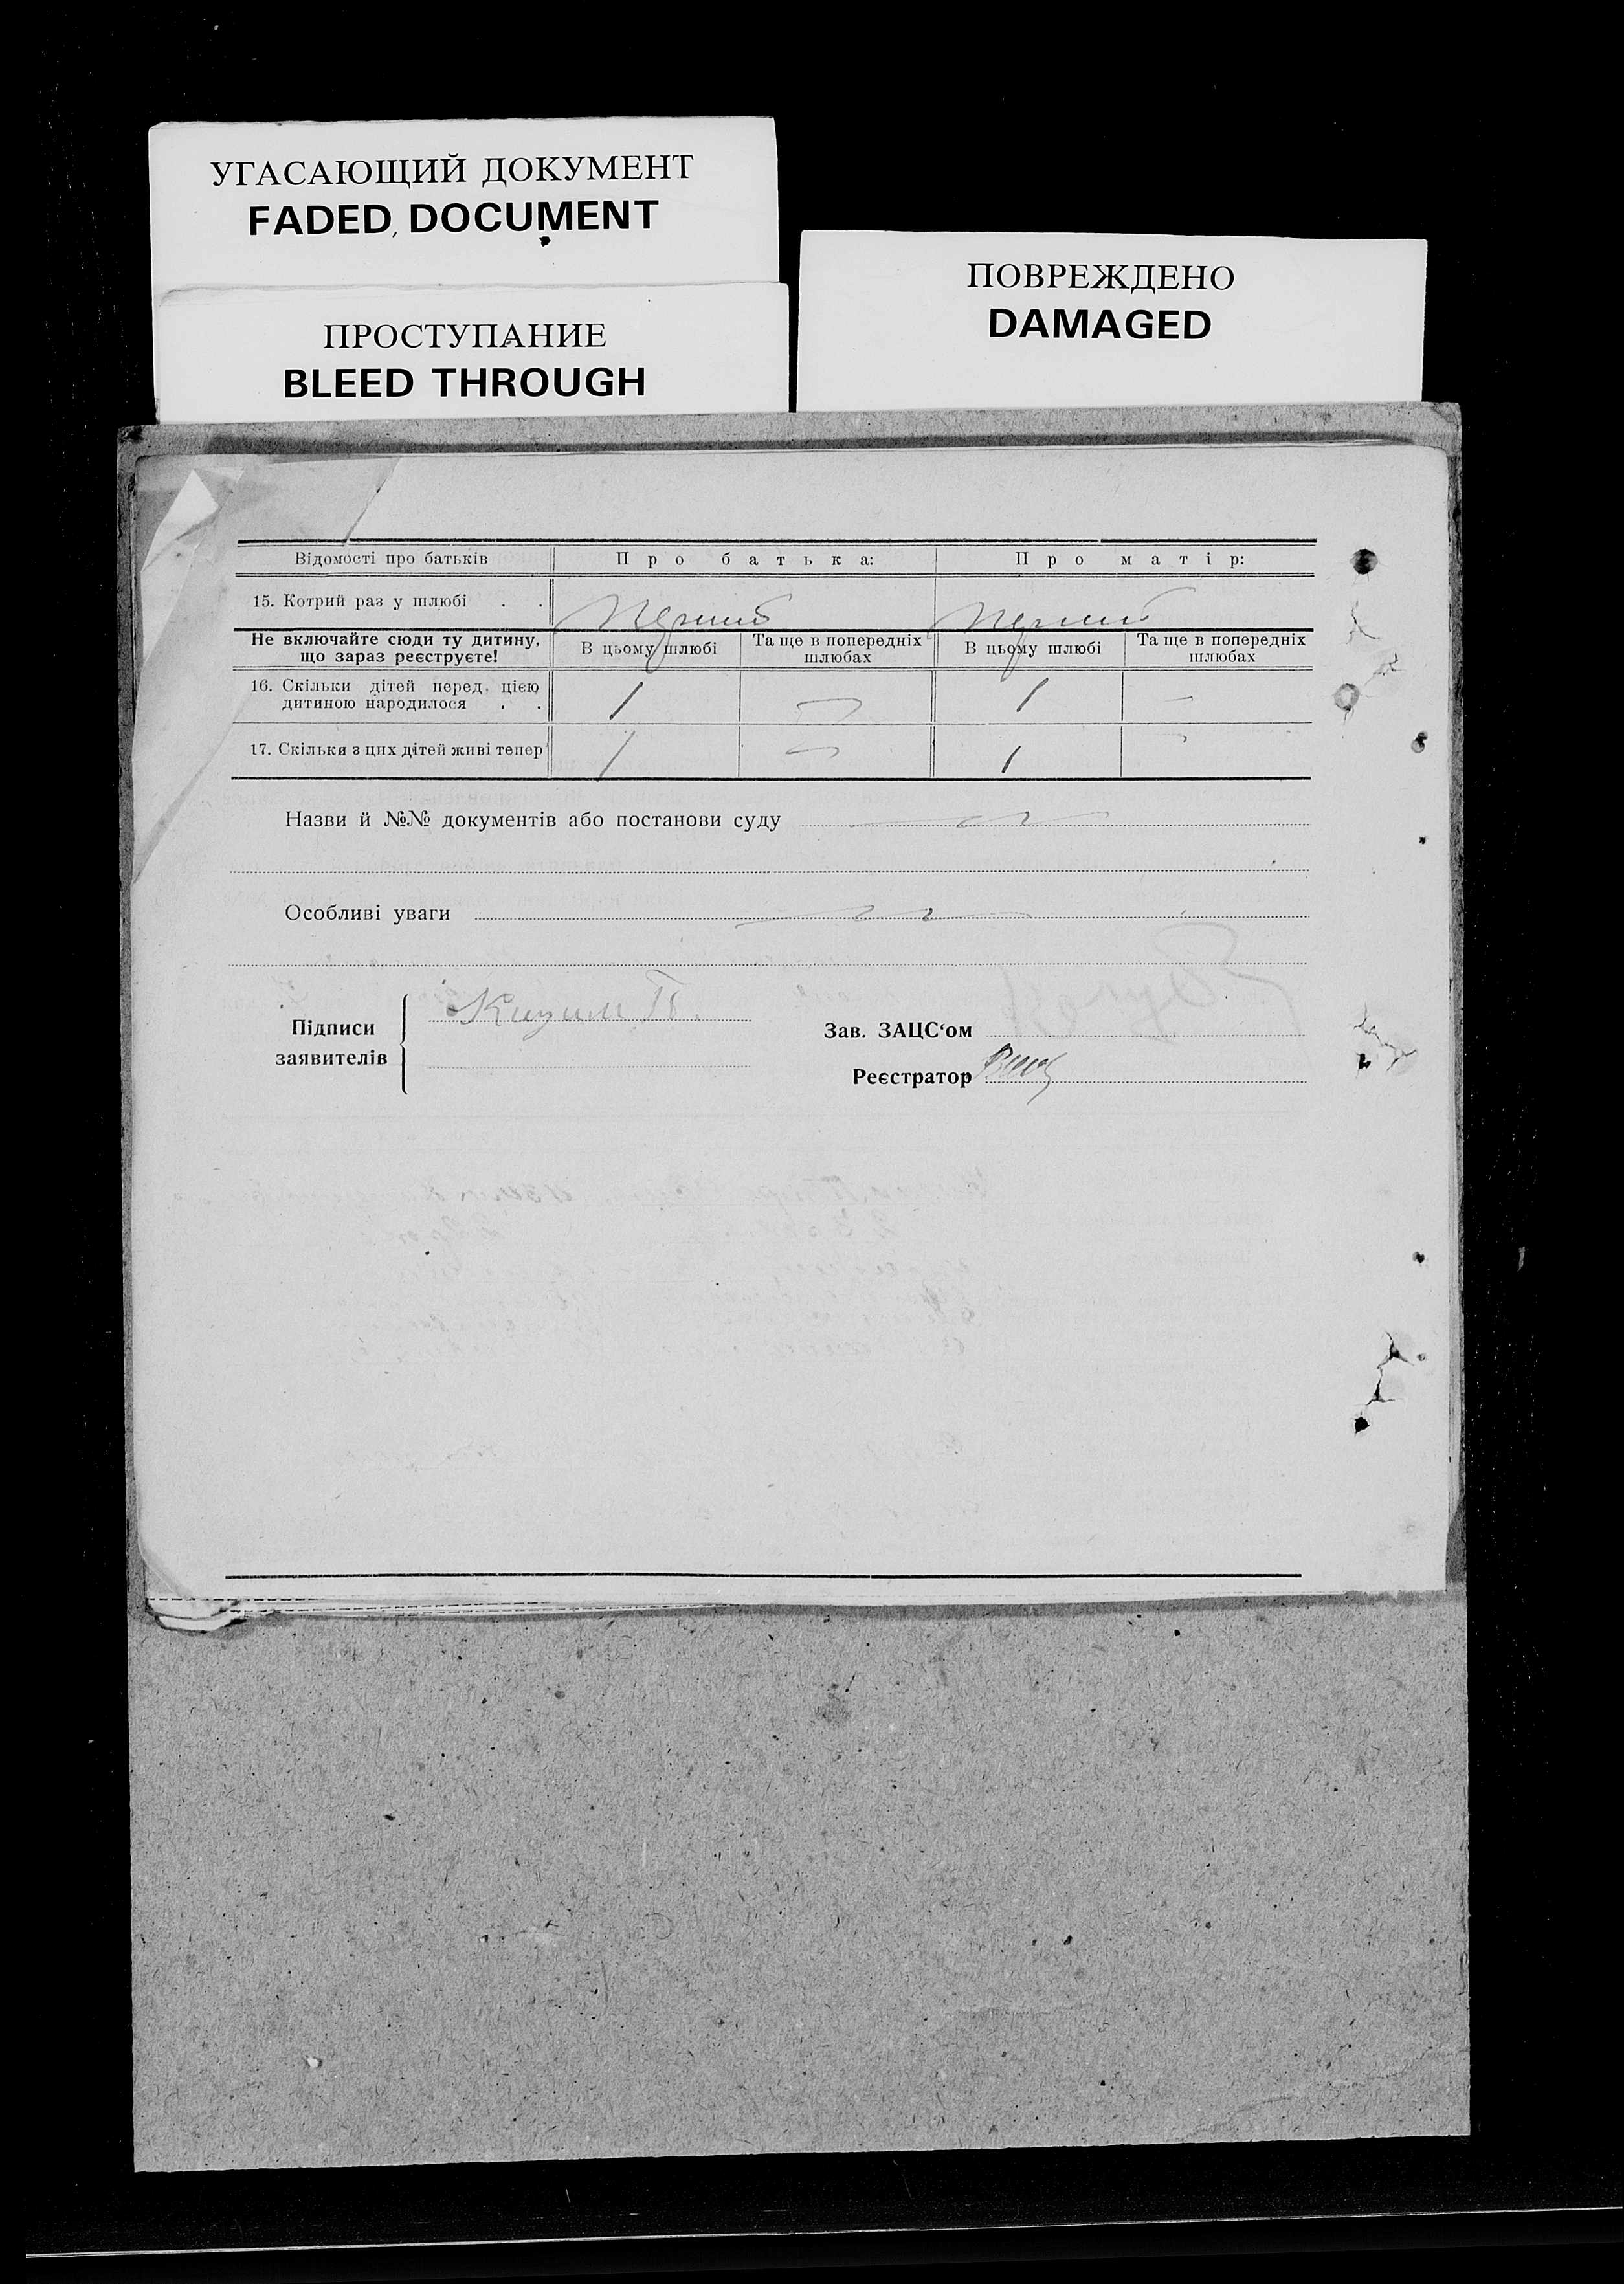 УГАСАЮЩИЙ ДОКУМЕНТ
FADED DOCUMENT
ПРОСТУПАНИЕ
BLEED THROUGH
ПОВРЕЖДЕНО
DAMAGED
Відомості про батьків Про батька: Про матір:
15. Котрий раз у шлюбі . . Перший Перший
Не включайте сюди ту дитину, що зараз реєструєте! В цьому шлюбі Та ще в попередніх шлюбах В цьому шлюбі Та ще в попередніх шлюбах
16. Скільки дітей перед цією дитиною народилося . . 1 — 1 —
17. Скільки з цих дітей живі тепер 1 — 1 —
Назви й №№ документів або постанови суду
Особливі уваги
Підписи заявителів
Зав. ЗАЦС‘ом
Реєстратор